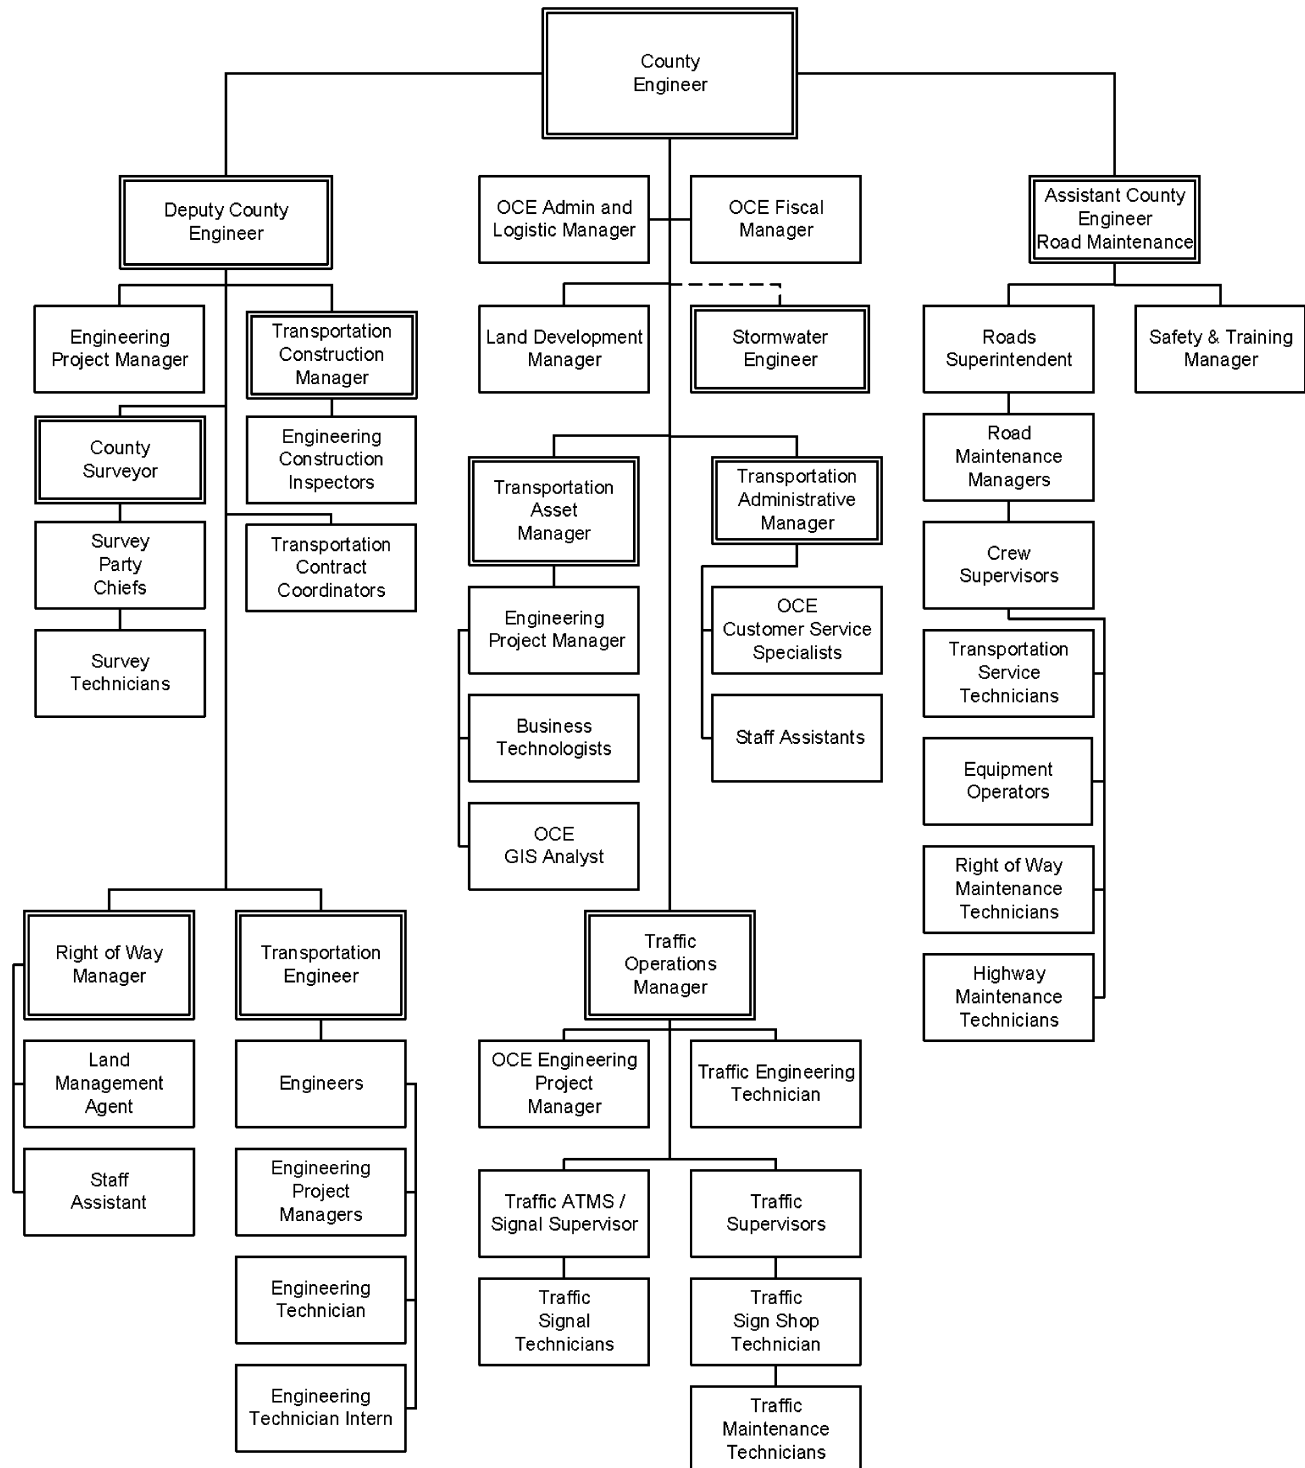 County
Engineer
Deputy County
Engineer
OCE Admin and
Logistic Manager
OCE Fiscal
Manager
Assistant County
Engineer
Road Maintenance
Engineering
Project Manager
Transportation
Construction
Manager
Land Development
Manager
Stormwater
Engineer
Roads
Superintendent
Safety & Training
Manager
County
Surveyor
Engineering
Construction
Inspectors
Transportation
Asset
Manager
Transportation
Administrative
Manager
Road
Maintenance
Managers
Survey
Party
Chiefs
Transportation
Contract
Coordinators
Crew
Supervisors
Engineering
Project Manager
OCE
Customer Service
Specialists
Survey
Technicians
Transportation
Service
Technicians
Business
Technologists
Staff Assistants
Equipment
Operators
OCE
GIS Analyst
Right of Way
Maintenance
Technicians
Right of Way
Manager
Transportation
Engineer
Traffic
Operations
Manager
Highway
Maintenance
Technicians
Land
Management
Agent
Engineers
OCE Engineering
Project
Manager
Traffic Engineering
Technician
Staff
Assistant
Engineering
Project
Managers
Traffic ATMS /
Signal Supervisor
Traffic
Supervisors
Engineering
Technician
Traffic
Signal
Technicians
Traffic
Sign Shop
Technician
Engineering
Technician Intern
Traffic
Maintenance
Technicians